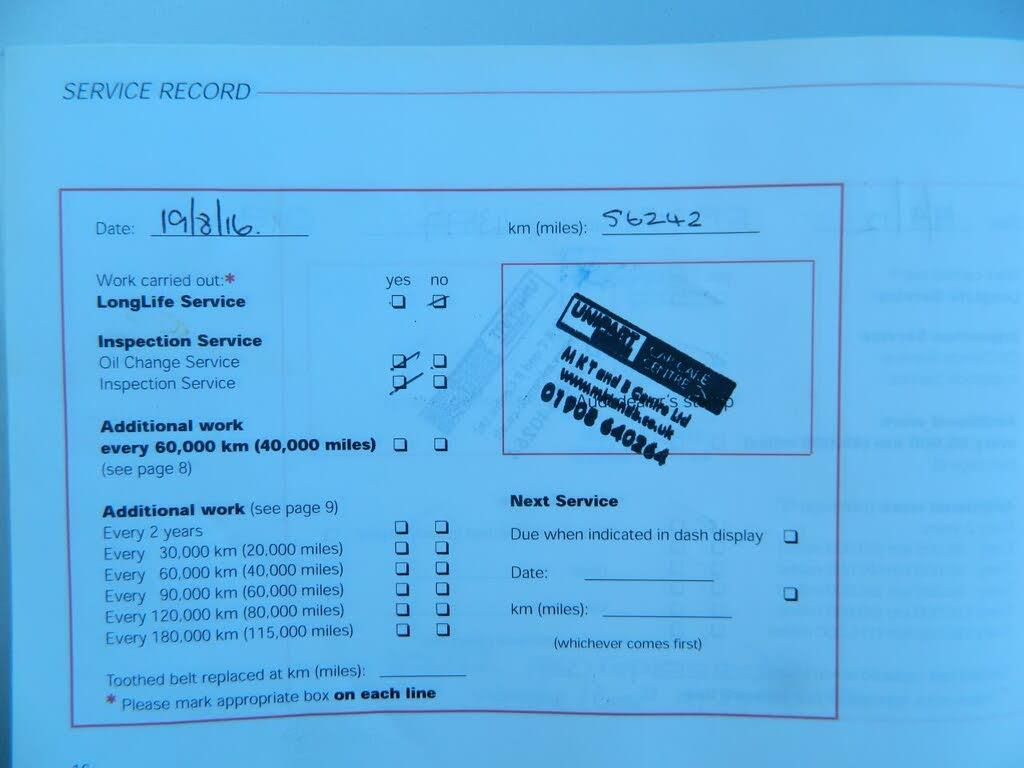 SERVICE RECORD
Date: 19/8/16.
km (miles): 56242
Work carried out:* yes no
LongLife Service
Inspection Service
Oil Change Service
Inspection Service
Additional work
every 60,000 km (40,000 miles)
(see page 8)
UNIPART
CAR CARE
CENTRE
M K T and B Centre Ltd
01908 640264
Additional work (see page 9)
Every 2 years
Every 30,000 km (20,000 miles)
Every 60,000 km (40,000 miles)
Every 90,000 km (60,000 miles)
Every 120,000 km (80,000 miles)
Every 180,000 km (115,000 miles)
Next Service
Due when indicated in dash display
Date:
km (miles):
(whichever comes first)
Toothed belt replaced at km (miles):
* Please mark appropriate box on each line